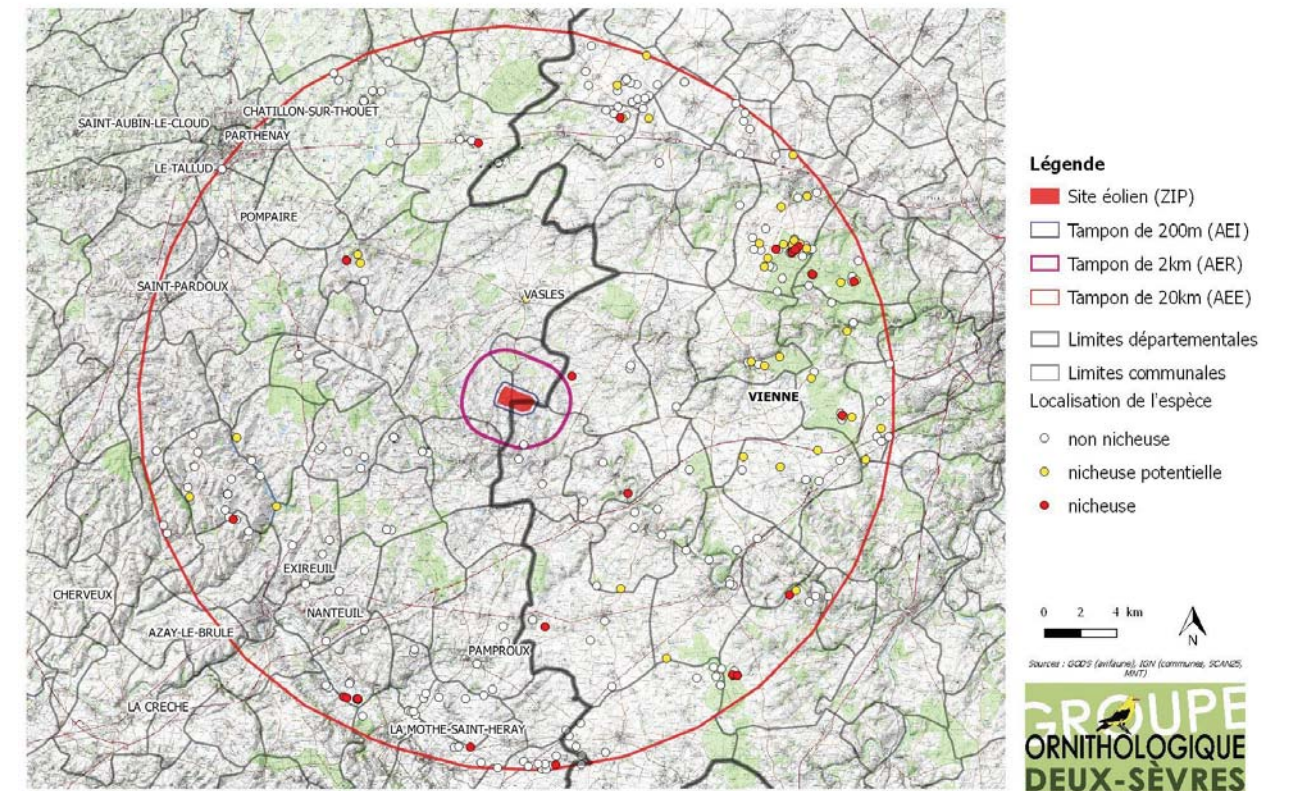 CHATILLON-SUR-THOUET
SAINT-AUBIN-LE-CLOUD
PARTHENAY
LE TALLUD
POMPAIRE
SAINT-PARDOUX
VASLES
VIENNE
EXIREUIL
CHERVEUX
NANTEUIL
AZAY-LE-BRULE
PAMPROUX
LA CRECHE
LA MOTHE-SAINT-HERAY
Légende
Site éolien (ZIP)
Tampon de 200m (AEI)
Tampon de 2km (AER)
Tampon de 20km (AEE)
Limites départementales
Limites communales
Localisation de l'espèce
non nicheuse
nicheuse potentielle
nicheuse
0 2 4 km
N
Sources : GODS (avifaune), IGN (communes, SCAN25,
MNT)
GROUPE
ORNITHOLOGIQUE
DEUX-SÈVRES